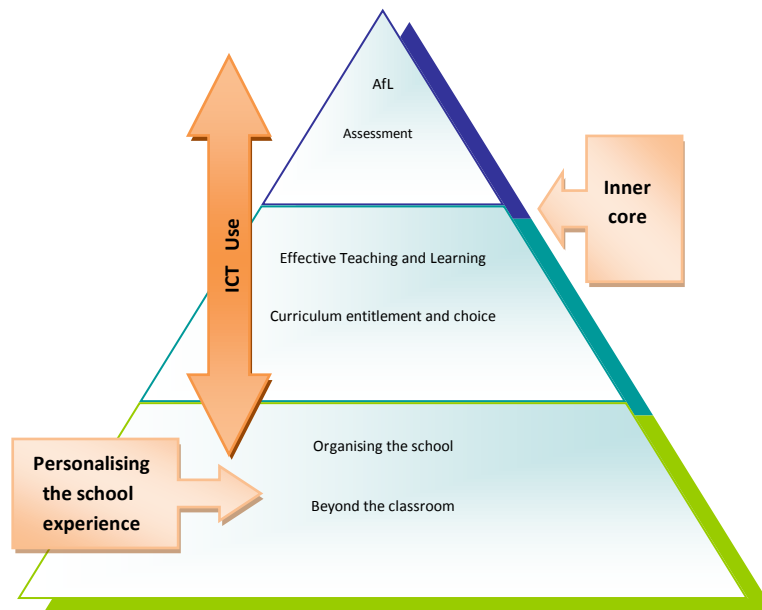 AfL
Assessment
Inner
core
ICT Use
Effective Teaching and Learning
Curriculum entitlement and choice
Organising the school
Personalising
the school
experience
Beyond the classroom